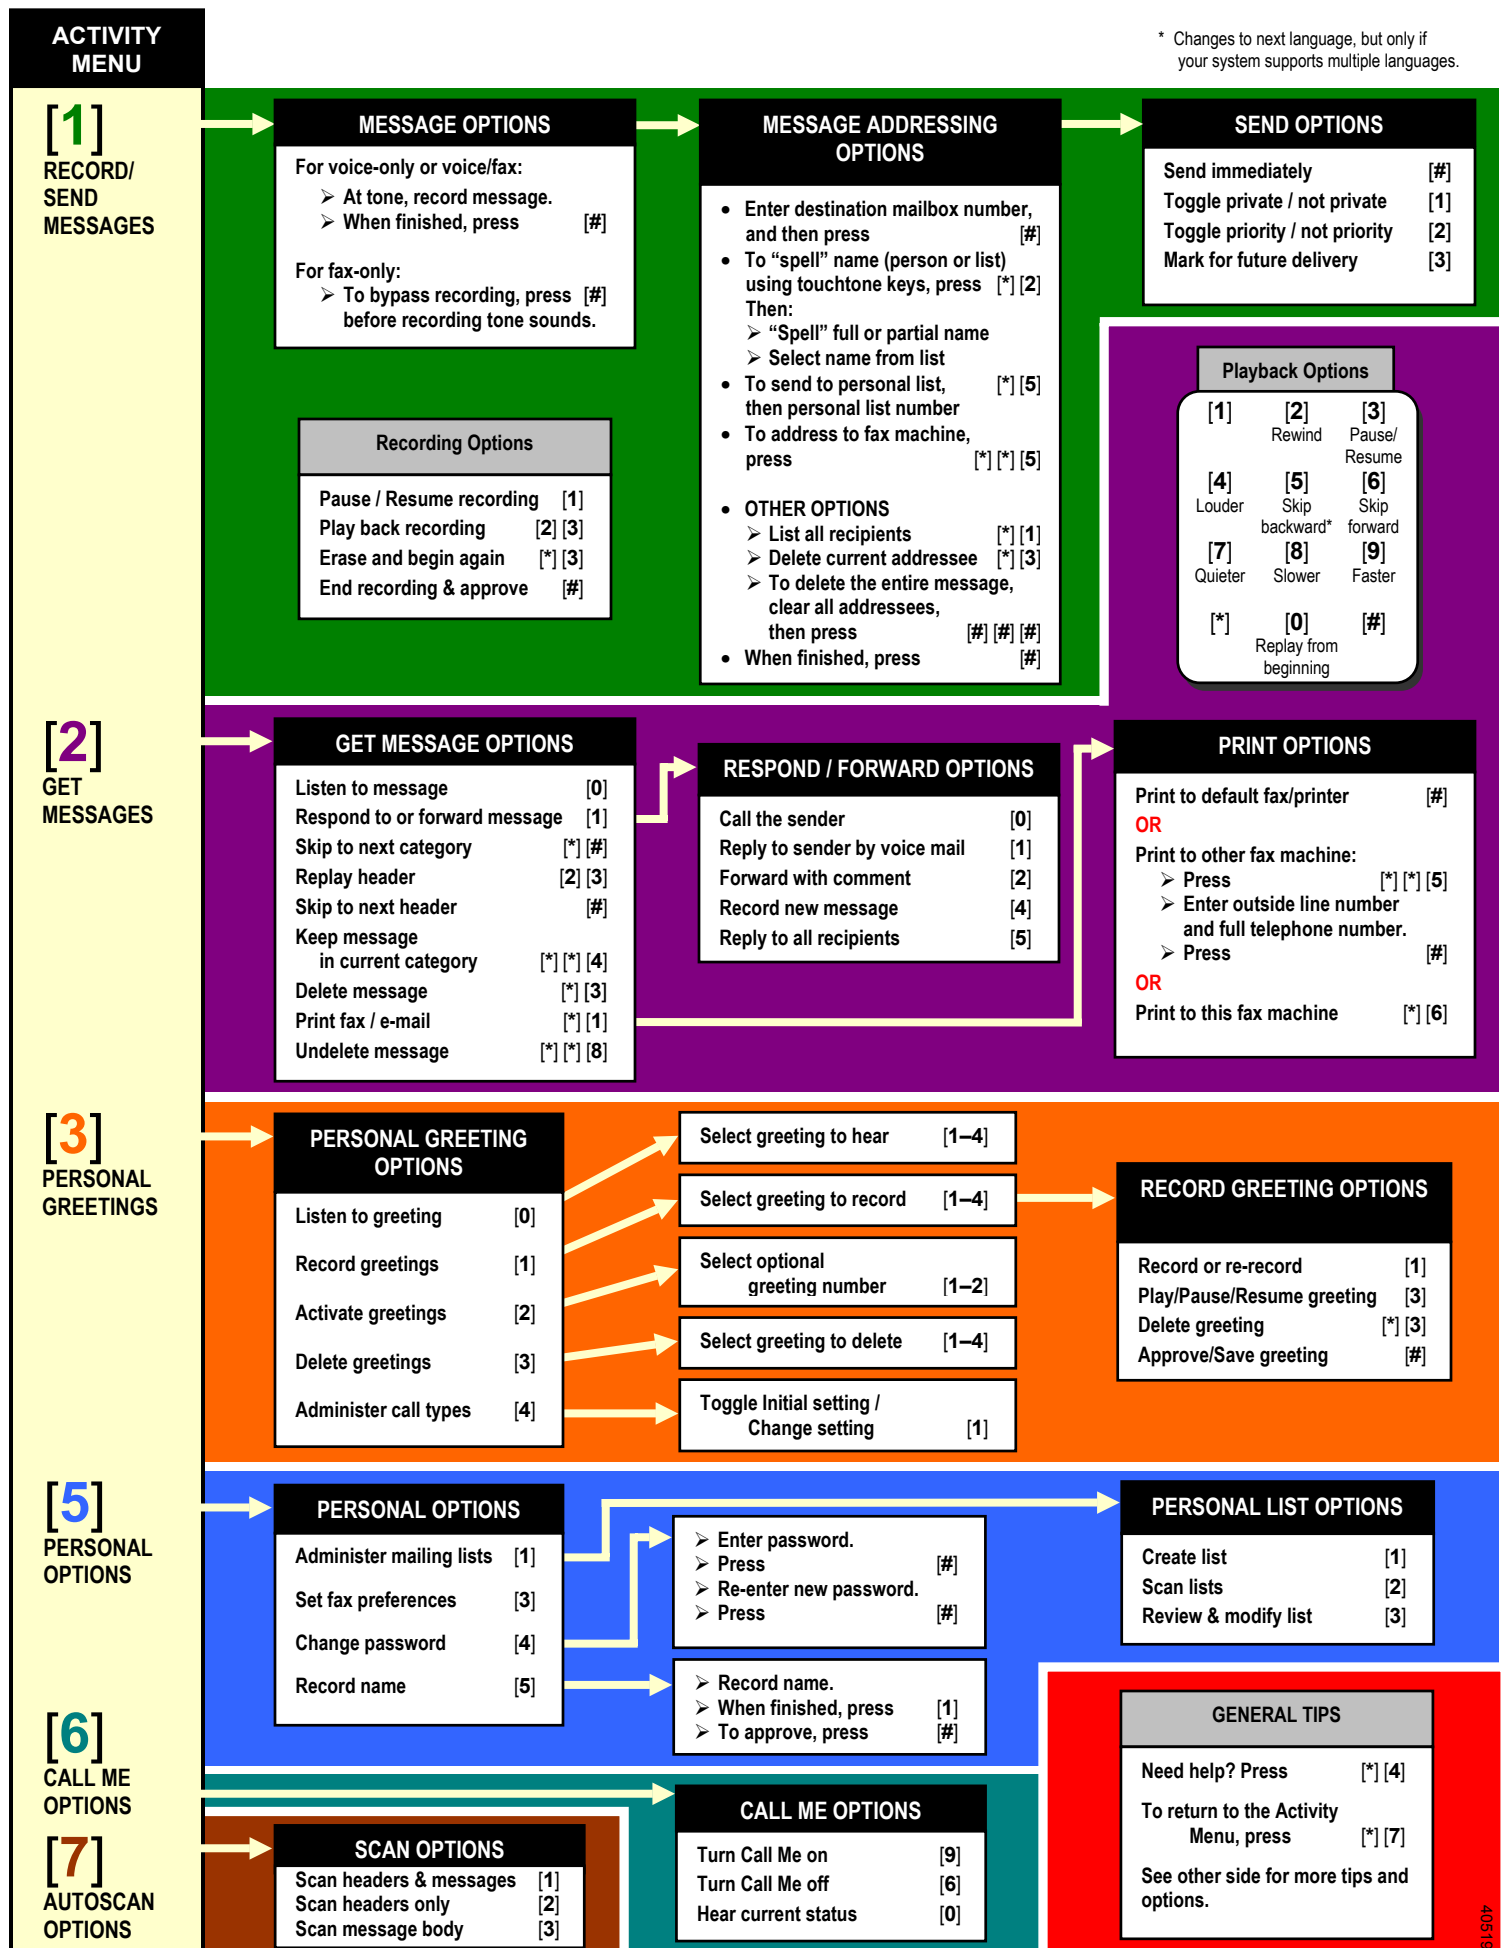 ACTIVITY
MENU
* Changes to next language, but only if
your system supports multiple languages.
[1]
RECORD/
SEND
MESSAGES
MESSAGE OPTIONS
For voice-only or voice/fax:
➢ At tone, record message.
➢ When finished, press [#]
For fax-only:
➢ To bypass recording, press [#]
before recording tone sounds.
Recording Options
Pause / Resume recording [1]
Play back recording [2] [3]
Erase and begin again [*] [3]
End recording & approve [#]
MESSAGE ADDRESSING
OPTIONS
• Enter destination mailbox number,
and then press [#]
• To “spell” name (person or list)
using touchtone keys, press [*] [2]
Then:
➢ “Spell” full or partial name
➢ Select name from list
• To send to personal list, [*] [5]
then personal list number
• To address to fax machine,
press [*] [*] [5]
• OTHER OPTIONS
➢ List all recipients [*] [1]
➢ Delete current addressee [*] [3]
➢ To delete the entire message,
clear all addressees,
then press [#] [#] [#]
• When finished, press [#]
SEND OPTIONS
Send immediately [#]
Toggle private / not private [1]
Toggle priority / not priority [2]
Mark for future delivery [3]
Playback Options
[1] [2] [3]
Rewind Pause/
Resume
[4] [5] [6]
Louder Skip Skip
backward* forward
[7] [8] [9]
Quieter Slower Faster
[*] [0] [#]
Replay from
beginning
[2]
GET
MESSAGES
GET MESSAGE OPTIONS
Listen to message [0]
Respond to or forward message [1]
Skip to next category [*] [#]
Replay header [2] [3]
Skip to next header [#]
Keep message
in current category [*] [*] [4]
Delete message [*] [3]
Print fax / e-mail [*] [1]
Undelete message [*] [*] [8]
RESPOND / FORWARD OPTIONS
Call the sender [0]
Reply to sender by voice mail [1]
Forward with comment [2]
Record new message [4]
Reply to all recipients [5]
PRINT OPTIONS
Print to default fax/printer [#]
OR
Print to other fax machine:
➢ Press [*] [*] [5]
➢ Enter outside line number
and full telephone number.
➢ Press [#]
OR
Print to this fax machine [*] [6]
[3]
PERSONAL
GREETINGS
PERSONAL GREETING
OPTIONS
Listen to greeting [0]
Record greetings [1]
Activate greetings [2]
Delete greetings [3]
Administer call types [4]
Select greeting to hear [1–4]
Select greeting to record [1–4]
Select optional
greeting number [1–2]
Select greeting to delete [1–4]
Toggle Initial setting /
Change setting [1]
RECORD GREETING OPTIONS
Record or re-record [1]
Play/Pause/Resume greeting [3]
Delete greeting [*] [3]
Approve/Save greeting [#]
[5]
PERSONAL
OPTIONS
PERSONAL OPTIONS
Administer mailing lists [1]
Set fax preferences [3]
Change password [4]
Record name [5]
➢ Enter password.
➢ Press [#]
➢ Re-enter new password.
➢ Press [#]
➢ Record name.
➢ When finished, press [1]
➢ To approve, press [#]
PERSONAL LIST OPTIONS
Create list [1]
Scan lists [2]
Review & modify list [3]
[6]
CALL ME
OPTIONS
CALL ME OPTIONS
Turn Call Me on [9]
Turn Call Me off [6]
Hear current status [0]
[7]
AUTOSCAN
OPTIONS
SCAN OPTIONS
Scan headers & messages [1]
Scan headers only [2]
Scan message body [3]
GENERAL TIPS
Need help? Press [*] [4]
To return to the Activity
Menu, press [*] [7]
See other side for more tips and
options.
40519